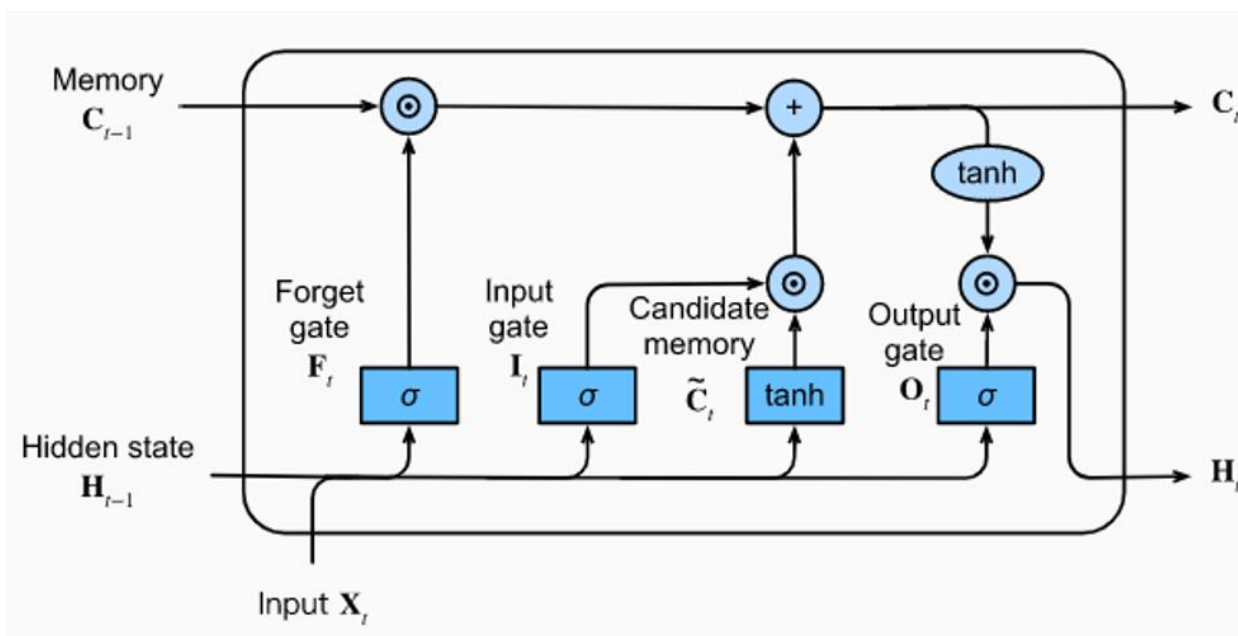 Memory
C_{t−1}
⊙
+
C_t
tanh
Forget
gate
F_t
Input
gate
I_t
Candidate
memory
C̃_t
⊙
Output
gate
O_t
⊙
σ
σ
tanh
σ
Hidden state
H_{t−1}
H_t
Input X_t